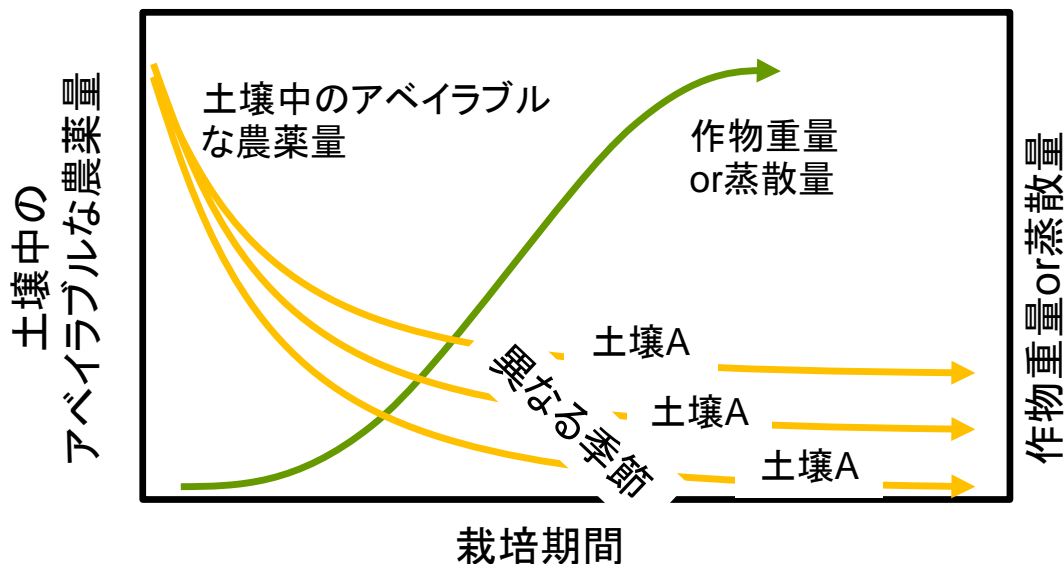 土壌中の
アベイラブルな農薬量
土壌中のアベイラブル
な農薬量
作物重量
or蒸散量
土壌A
土壌A
土壌A
異なる季節
作物重量or蒸散量
栽培期間